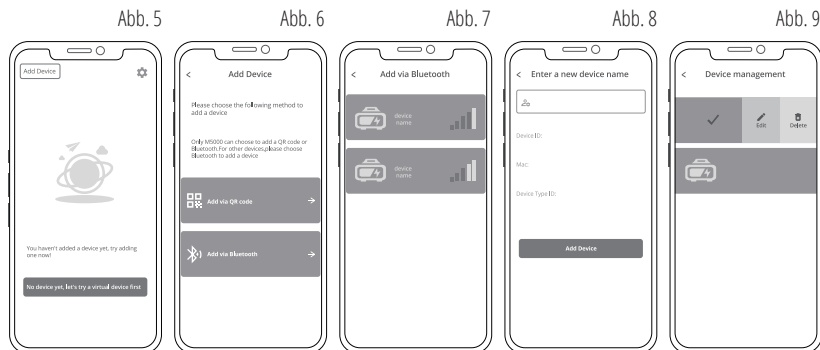 Abb. 5
Add Device
You haven't added a device yet, try adding
one now!
No device yet, let's try a virtual device first
Abb. 6
< Add Device
Please choose the following method to
add a device
Only M5000 can choose to add a QR code or
Bluetooth.For other devices,please choose
Bluetooth to add a device
Add via QR code
Add via Bluetooth
Abb. 7
< Add via Bluetooth
device
name
device
name
Abb. 8
< Enter a new device name
Device ID:
Mac:
Device Type ID:
Add Device
Abb. 9
< Device management
Edit
Delete